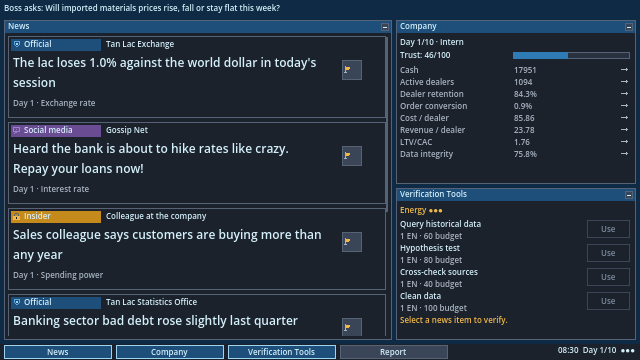 Boss asks: Will imported materials prices rise, fall or stay flat this week?
News
Official
Tan Lac Exchange
The lac loses 1.0% against the world dollar in today's
session
Day 1 · Exchange rate
Social media
Gossip Net
Heard the bank is about to hike rates like crazy.
Repay your loans now!
Day 1 · Interest rate
Insider
Colleague at the company
Sales colleague says customers are buying more than
any year
Day 1 · Spending power
Official
Tan Lac Statistics Office
Banking sector bad debt rose slightly last quarter
Company
Day 1/10 · Intern
Trust: 46/100
Cash 17951 →
Active dealers 1094 →
Dealer retention 84.3% →
Order conversion 0.9% →
Cost / dealer 85.86 →
Revenue / dealer 23.78 →
LTV/CAC 1.76 →
Data integrity 75.8% →
Verification Tools
Energy ●●●
Query historical data
1 EN · 60 budget
Use
Hypothesis test
1 EN · 80 budget
Use
Cross-check sources
1 EN · 40 budget
Use
Clean data
1 EN · 100 budget
Use
Select a news item to verify.
News
Company
Verification Tools
Report
08:30 Day 1/10 ●●●